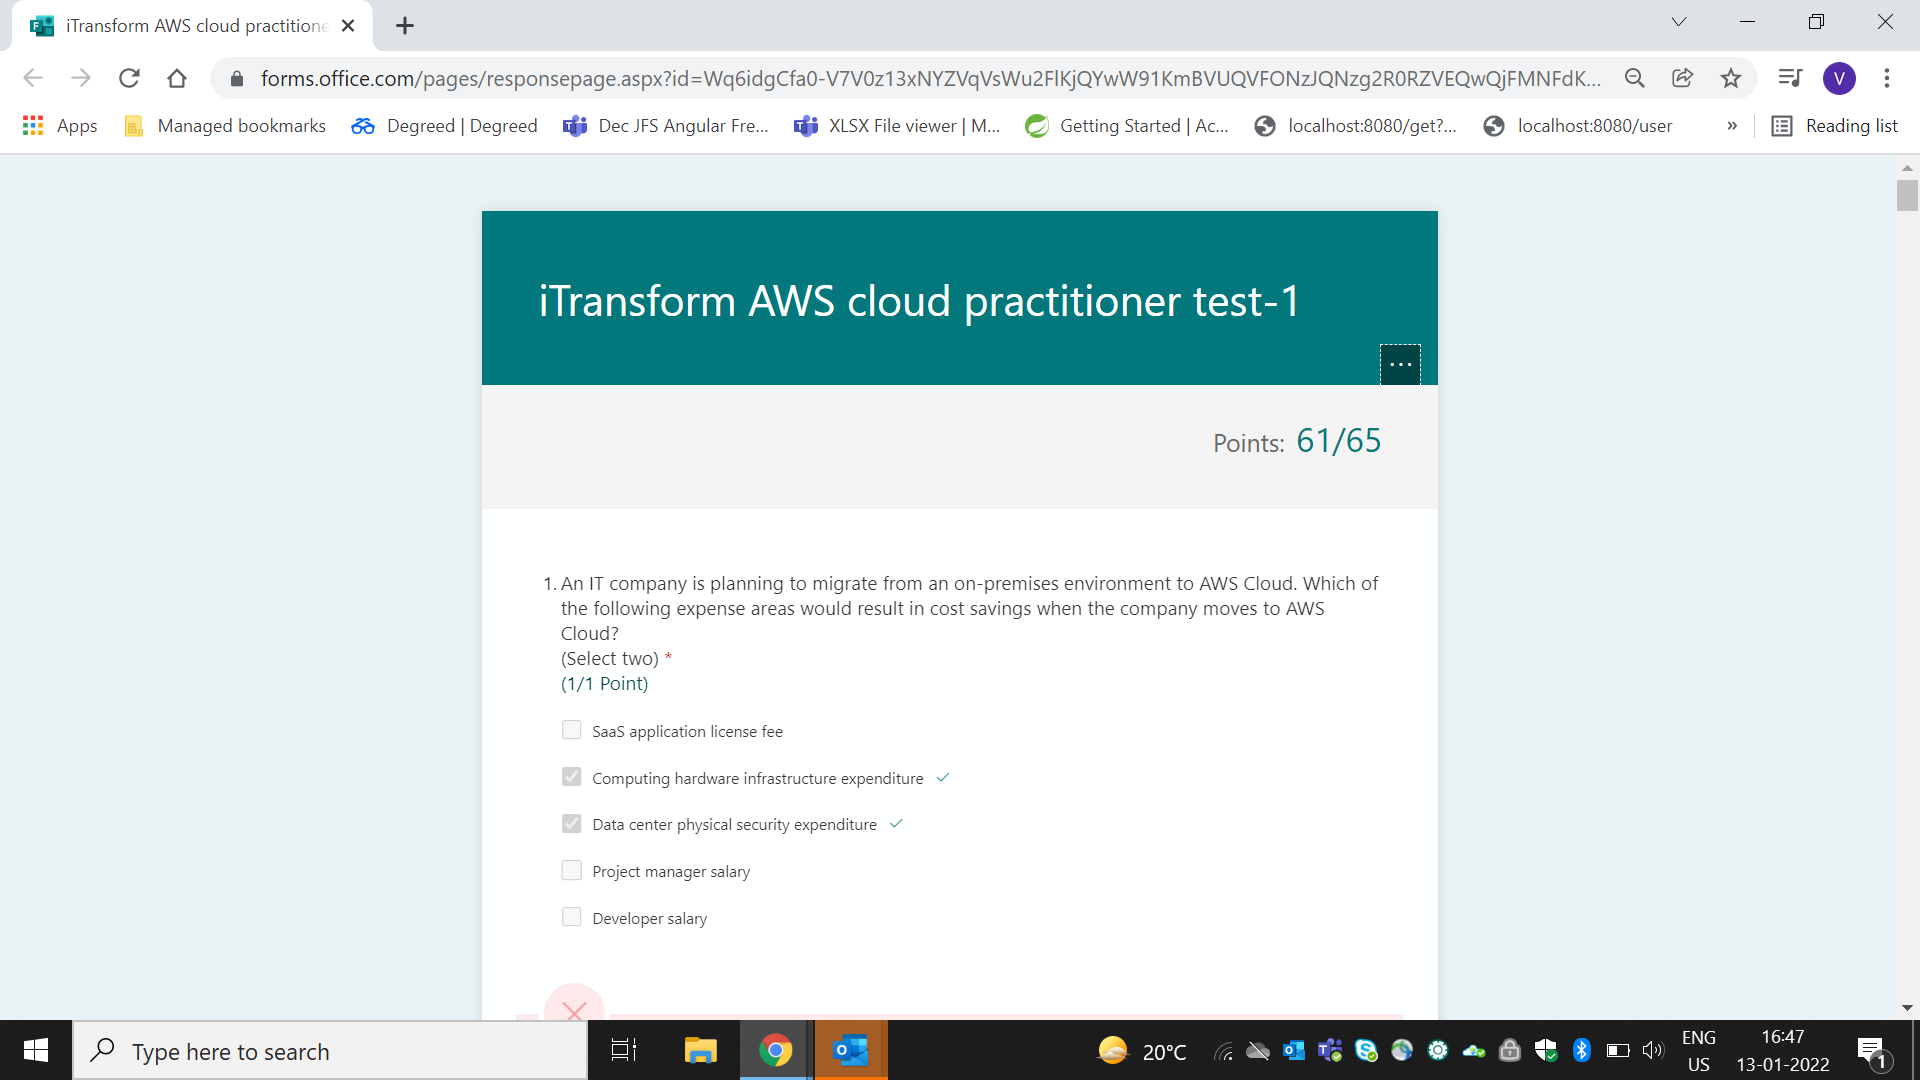 iTransform AWS cloud practitione
forms.office.com/pages/responsepage.aspx?id=Wq6idgCfa0-V7V0z13xNYZVqVsWu2FlKjQYwW91KmBVUQVFONzJQNzg2R0RZVEQwQjFMNFdK...
V
Apps
Managed bookmarks
Degreed | Degreed
Dec JFS Angular Fre...
XLSX File viewer | M...
Getting Started | Ac...
localhost:8080/get?...
localhost:8080/user
»
Reading list
iTransform AWS cloud practitioner test-1
...
Points: 61/65
1. An IT company is planning to migrate from an on-premises environment to AWS Cloud. Which of
the following expense areas would result in cost savings when the company moves to AWS
Cloud?
(Select two) *
(1/1 Point)
SaaS application license fee
Computing hardware infrastructure expenditure
Data center physical security expenditure
Project manager salary
Developer salary
Type here to search
20°C
ENG
US
16:47
13-01-2022
1